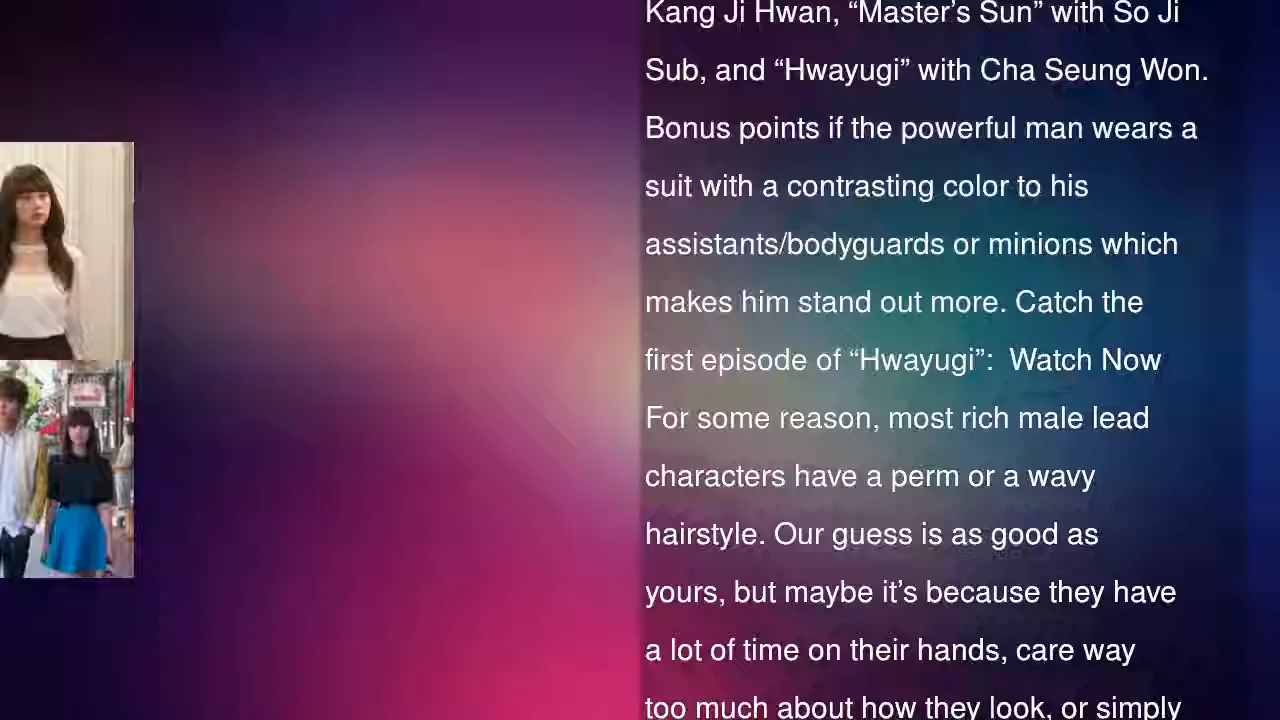 Kang Ji Hwan, “Master’s Sun” with So Ji
Sub, and “Hwayugi” with Cha Seung Won.
Bonus points if the powerful man wears a
suit with a contrasting color to his
assistants/bodyguards or minions which
makes him stand out more. Catch the
first episode of “Hwayugi”:  Watch Now
For some reason, most rich male lead
characters have a perm or a wavy
hairstyle. Our guess is as good as
yours, but maybe it’s because they have
a lot of time on their hands, care way
too much about how they look, or simply